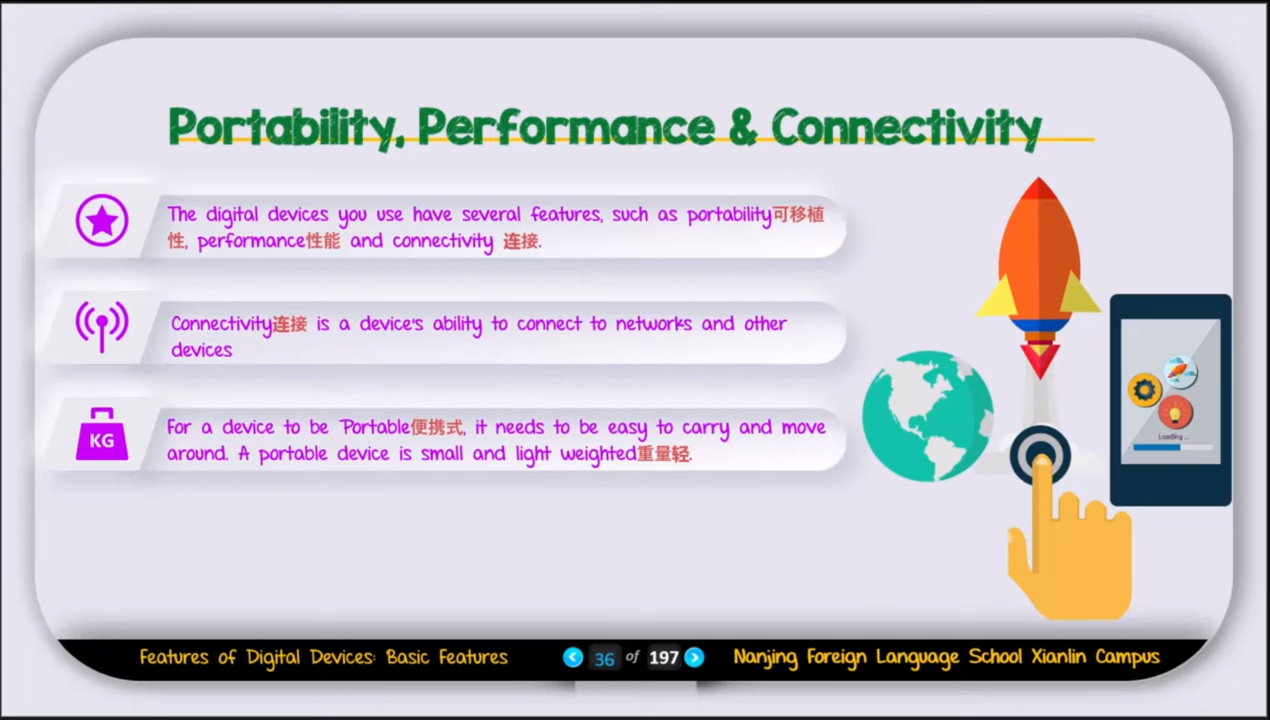 Portability, Performance & Connectivity
The digital devices you use have several features, such as portability可移植
性, performance性能 and connectivity 连接.
Connectivity连接 is a device's ability to connect to networks and other
devices
KG
For a device to be 'Portable便携式, it needs to be easy to carry and move
around. A portable device is small and light weighted重量轻.
Loading ...
Features of Digital Devices: Basic Features
36 of 197
Nanjing Foreign Language School Xianlin Campus